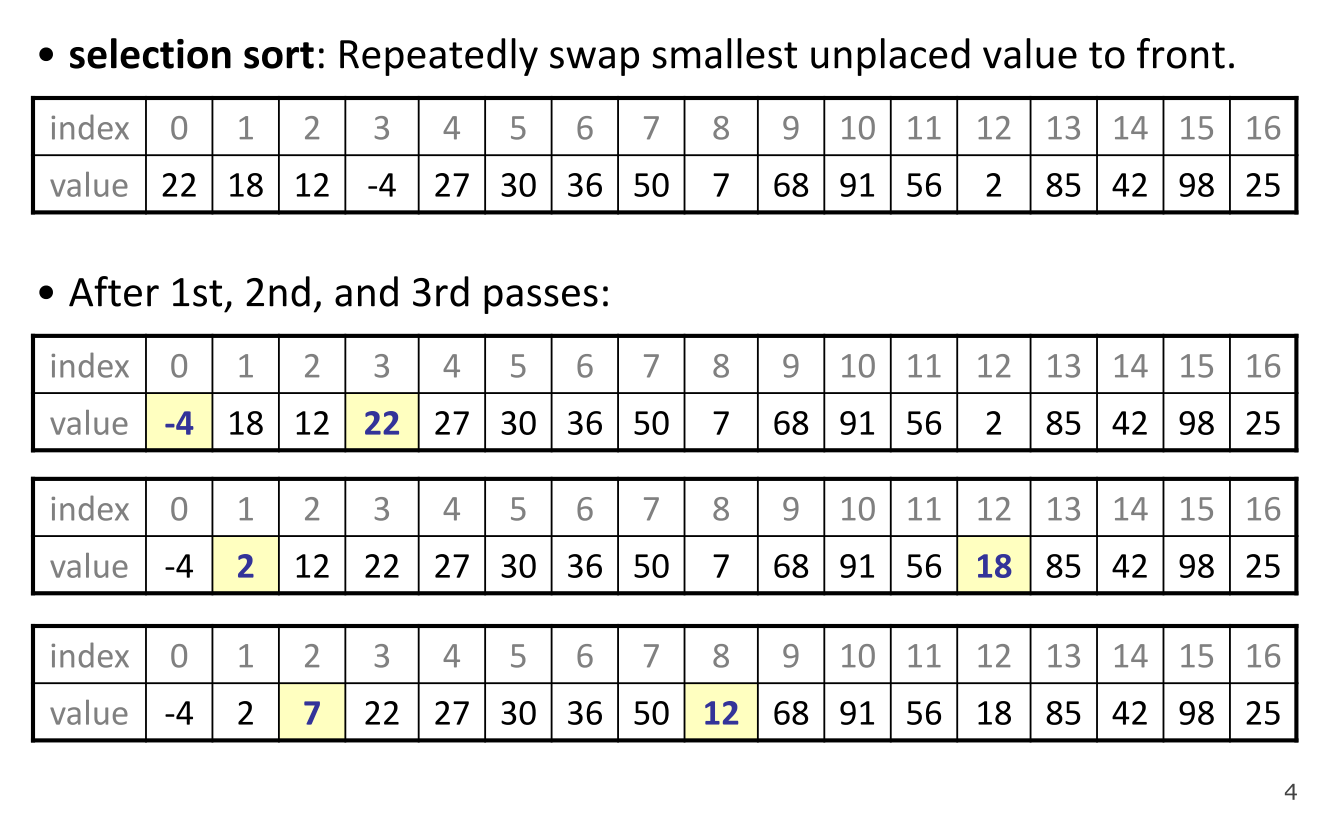 • selection sort: Repeatedly swap smallest unplaced value to front.
index 0 1 2 3 4 5 6 7 8 9 10 11 12 13 14 15 16
value 22 18 12 -4 27 30 36 50 7 68 91 56 2 85 42 98 25
• After 1st, 2nd, and 3rd passes:
index 0 1 2 3 4 5 6 7 8 9 10 11 12 13 14 15 16
value -4 18 12 22 27 30 36 50 7 68 91 56 2 85 42 98 25
index 0 1 2 3 4 5 6 7 8 9 10 11 12 13 14 15 16
value -4 2 12 22 27 30 36 50 7 68 91 56 18 85 42 98 25
index 0 1 2 3 4 5 6 7 8 9 10 11 12 13 14 15 16
value -4 2 7 22 27 30 36 50 12 68 91 56 18 85 42 98 25
4